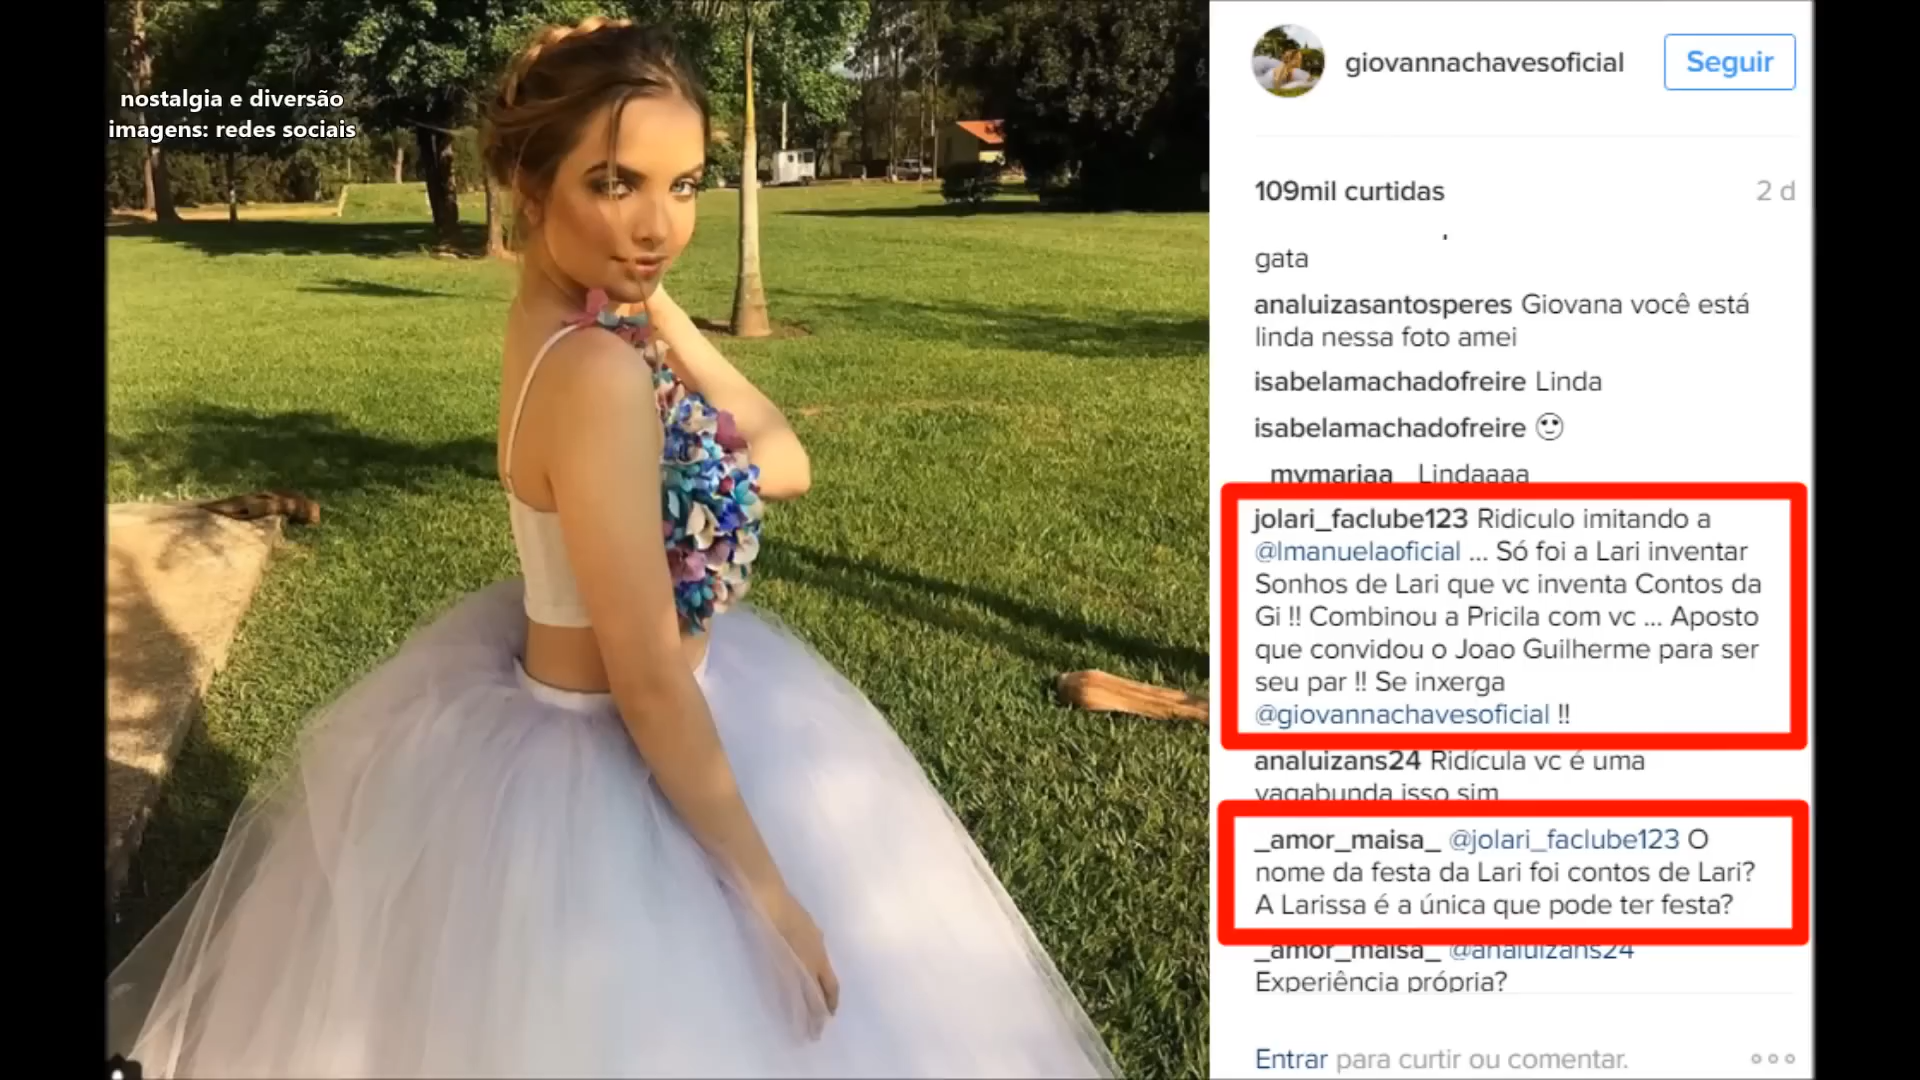 nostalgia e diversão
imagens: redes sociais
giovannachavesoficial
Seguir
109mil curtidas
2 d
gata
analuizasantosperes Giovana você está
linda nessa foto amei
isabelamachadofreire Linda
isabelamachadofreire
_mymariaa_ Lindaaaa
jolari_faclube123 Ridiculo imitando a
@lmanuelaoficial ... Só foi a Lari inventar
Sonhos de Lari que vc inventa Contos da
Gi !! Combinou a Pricila com vc ... Aposto
que convidou o Joao Guilherme para ser
seu par !! Se inxerga
@giovannachavesoficial !!
analuizans24 Ridícula vc é uma
vagabunda isso sim
_amor_maisa_ @jolari_faclube123 O
nome da festa da Lari foi contos de Lari?
A Larissa é a única que pode ter festa?
_amor_maisa_ @analuizans24
Experiência própria?
Entrar para curtir ou comentar.